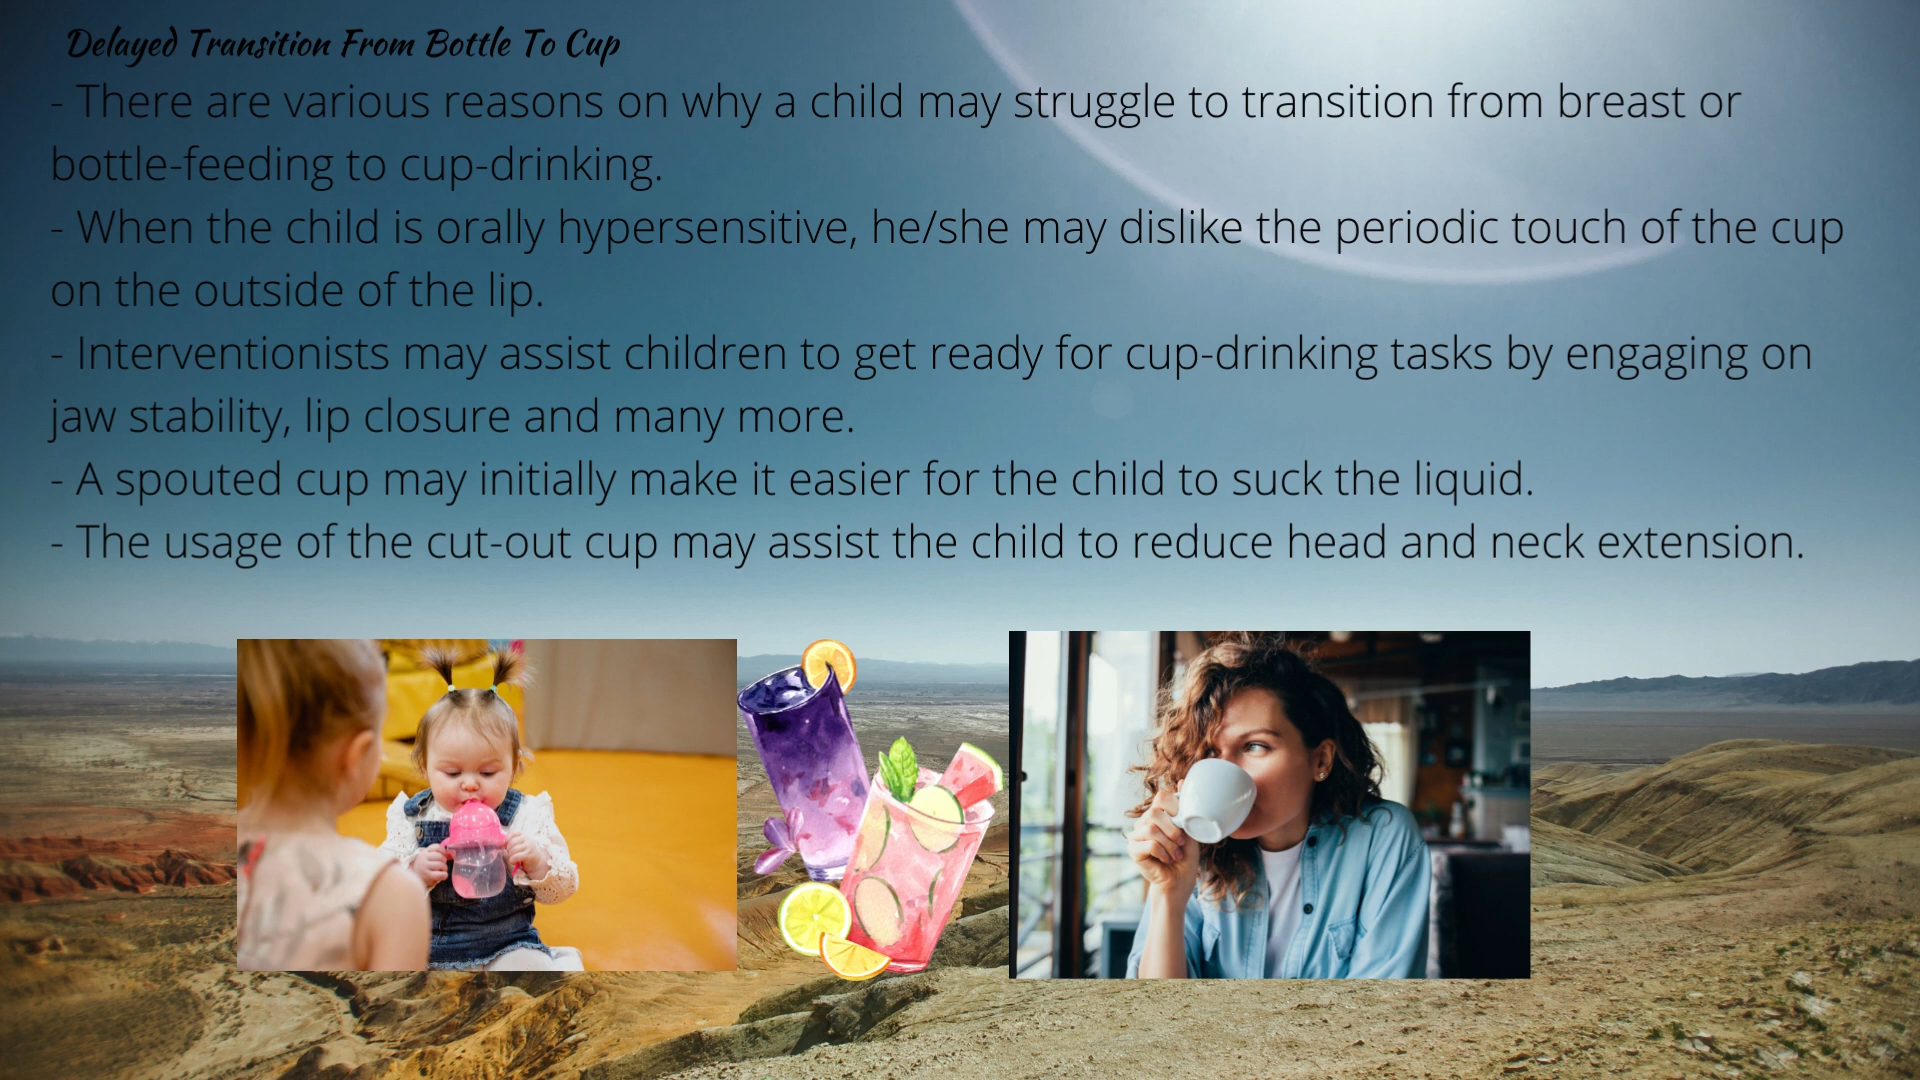 Delayed Transition From Bottle To Cup
- There are various reasons on why a child may struggle to transition from breast or
bottle-feeding to cup-drinking.
- When the child is orally hypersensitive, he/she may dislike the periodic touch of the cup
on the outside of the lip.
- Interventionists may assist children to get ready for cup-drinking tasks by engaging on
jaw stability, lip closure and many more.
- A spouted cup may initially make it easier for the child to suck the liquid.
- The usage of the cut-out cup may assist the child to reduce head and neck extension.